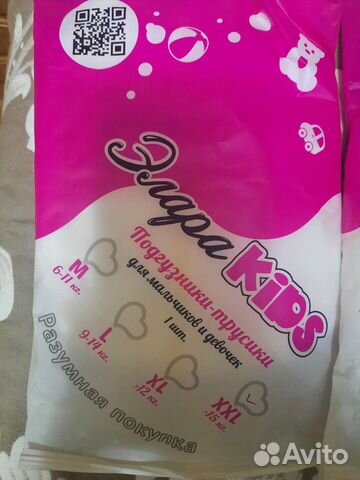 Элара KiDS
Подгузники-трусики
для мальчиков и девочек
1 шт.
M
6-11 кг.
L
9-14 кг.
XL
>12 кг.
XXL
>15 кг.
L
Разумная покупка
Avito